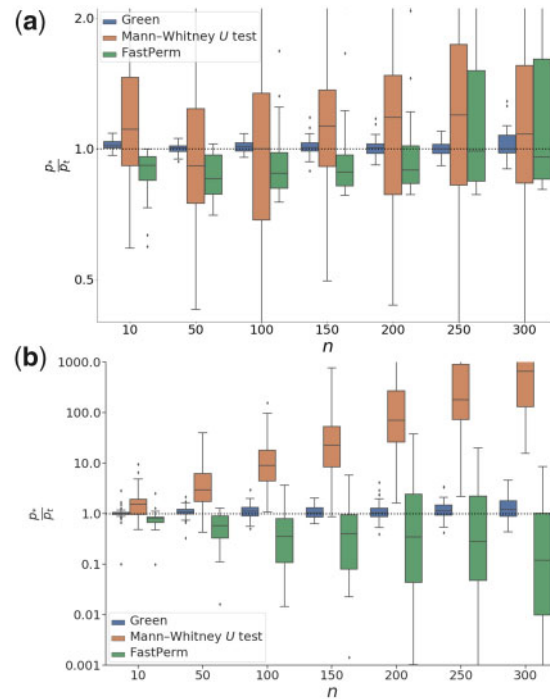 (a)
2.0
Green
Mann–Whitney U test
FastPerm
1.0
0.5
p* / pt
10 50 100 150 200 250 300
n
(b)
1000.0
100.0
10.0
1.0
0.1
0.01
0.001
p* / pt
Green
Mann–Whitney U test
FastPerm
10 50 100 150 200 250 300
n